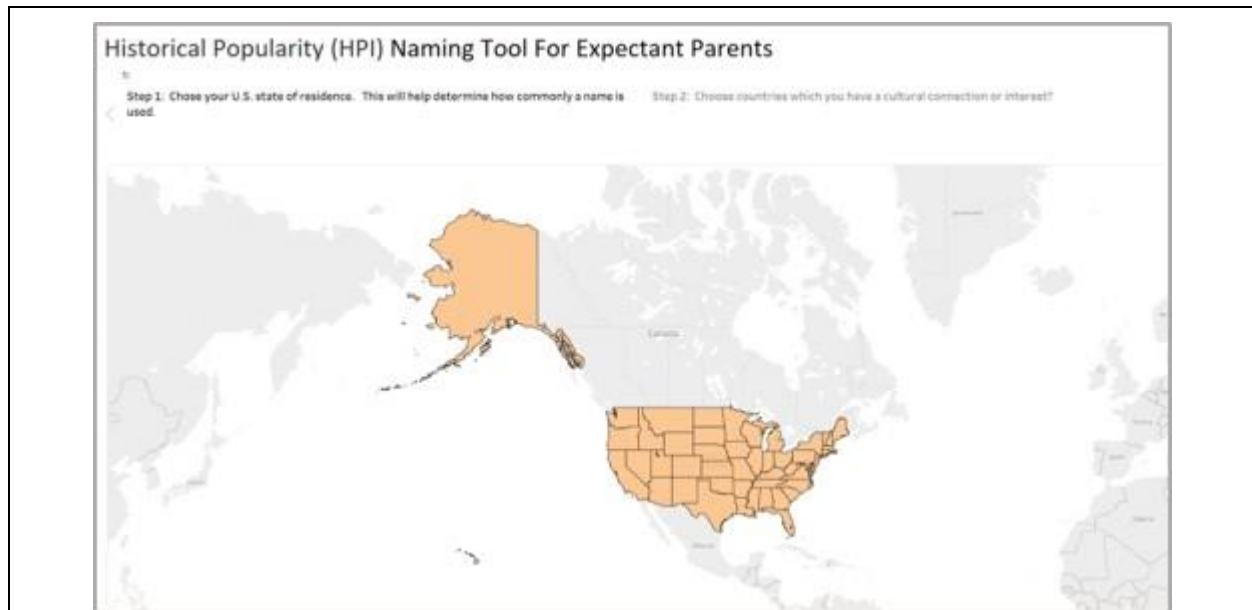 Historical Popularity (HPI) Naming Tool For Expectant Parents
Step 1: Chose your U.S. state of residence. This will help determine how commonly a name is
used.
Step 2: Choose countries which you have a cultural connection or interest?
Canada